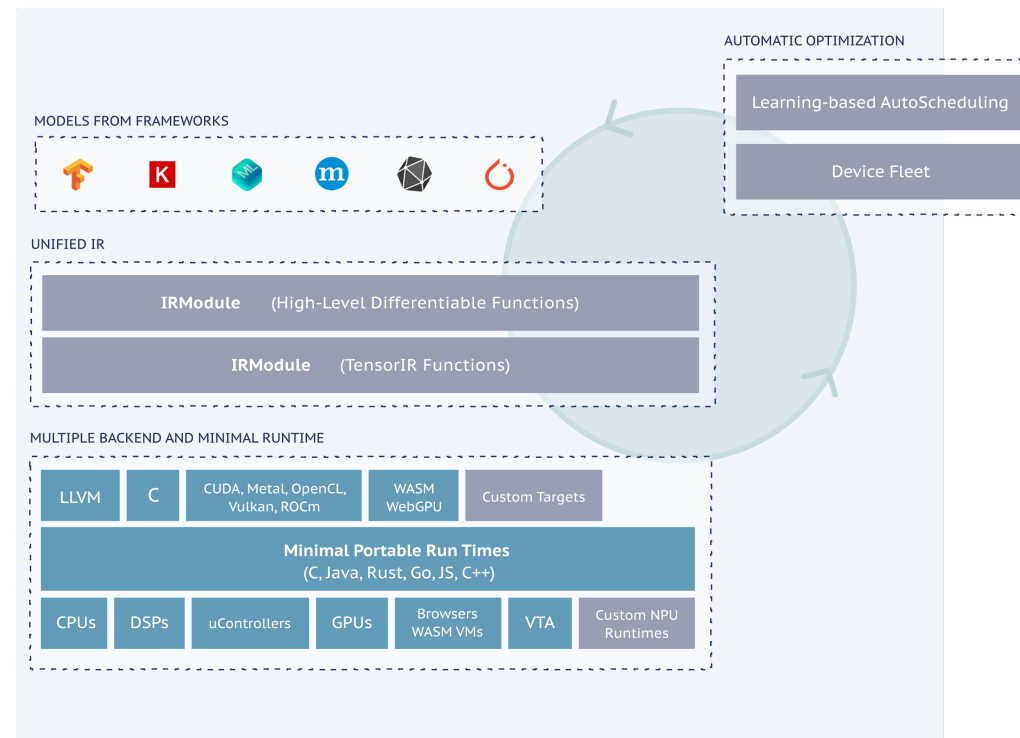 AUTOMATIC OPTIMIZATION
Learning-based AutoScheduling
Device Fleet
MODELS FROM FRAMEWORKS
K
ML
m
UNIFIED IR
IRModule (High-Level Differentiable Functions)
IRModule (TensorIR Functions)
MULTIPLE BACKEND AND MINIMAL RUNTIME
LLVM
C
CUDA, Metal, OpenCL,
Vulkan, ROCm
WASM
WebGPU
Custom Targets
Minimal Portable Run Times
(C, Java, Rust, Go, JS, C++)
CPUs
DSPs
uControllers
GPUs
Browsers
WASM VMs
VTA
Custom NPU
Runtimes